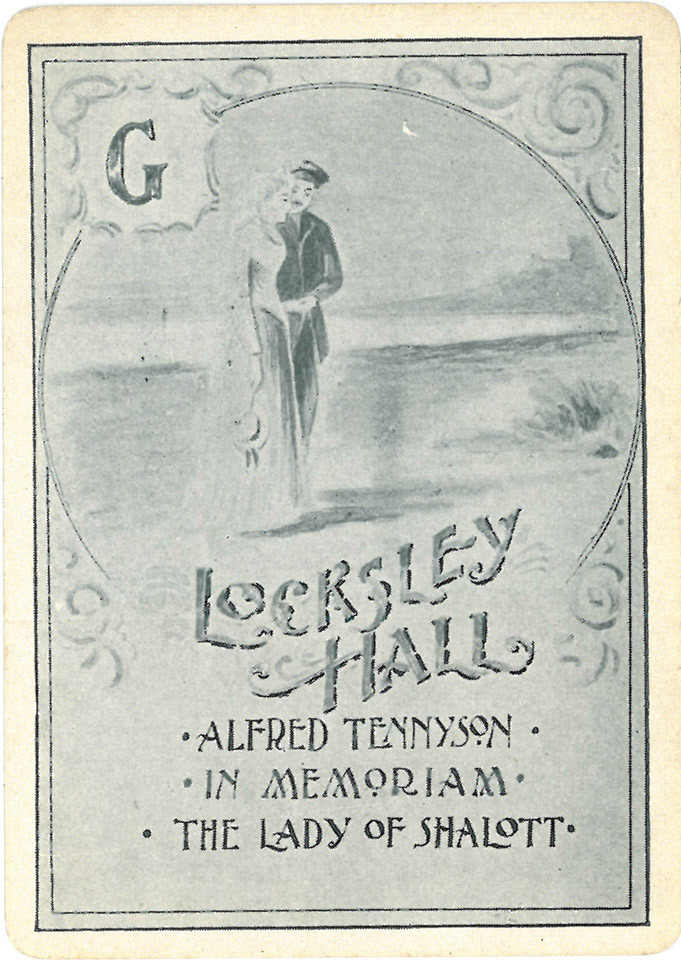 G
LOCKSLEY
HALL
·ALFRED TENNYSON·
·IN MEMORIAM·
·THE LADY OF SHALOTT·